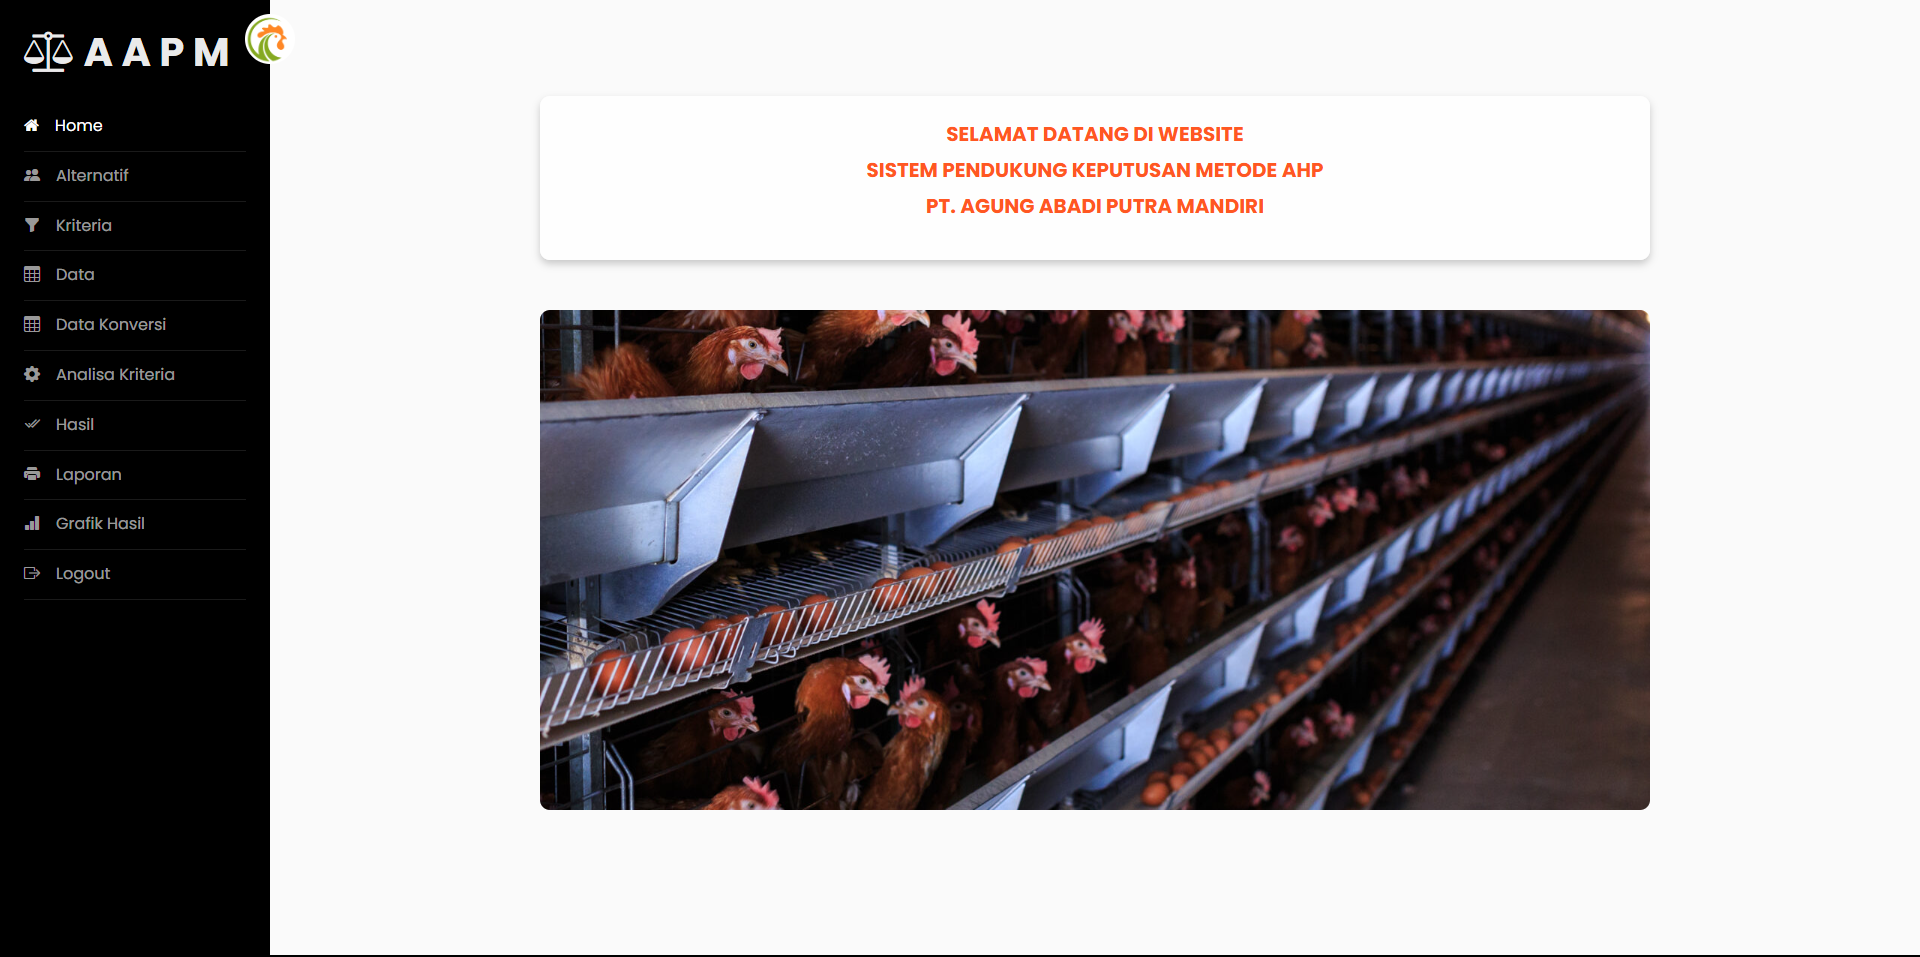 AAPM
Home
Alternatif
Kriteria
Data
Data Konversi
Analisa Kriteria
Hasil
Laporan
Grafik Hasil
Logout
SELAMAT DATANG DI WEBSITE
SISTEM PENDUKUNG KEPUTUSAN METODE AHP
PT. AGUNG ABADI PUTRA MANDIRI